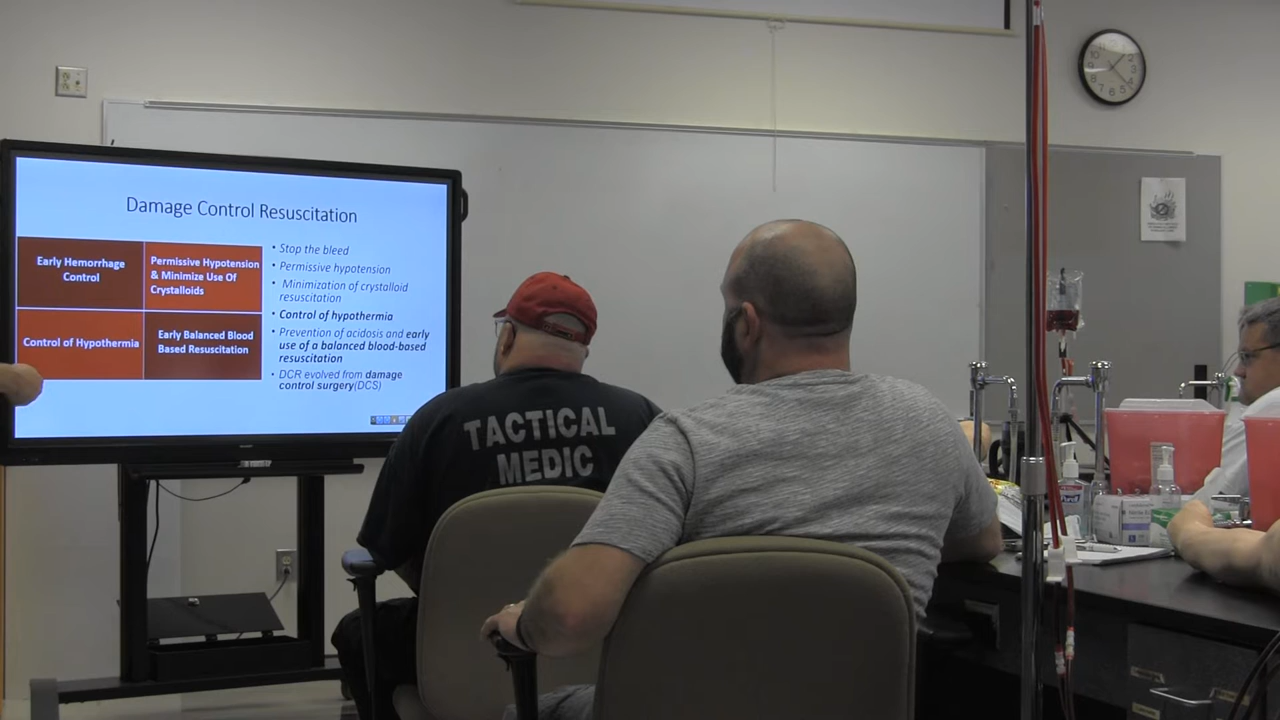 Damage Control Resuscitation
Early Hemorrhage
Control
Permissive Hypotension
& Minimize Use Of
Crystalloids
Control of Hypothermia
Early Balanced Blood
Based Resuscitation
• Stop the bleed
• Permissive hypotension
• Minimization of crystalloid
resuscitation
• Control of hypothermia
• Prevention of acidosis and early
use of a balanced blood-based
resuscitation
• DCR evolved from damage
control surgery(DCS)
TACTICAL
MEDIC
Purell